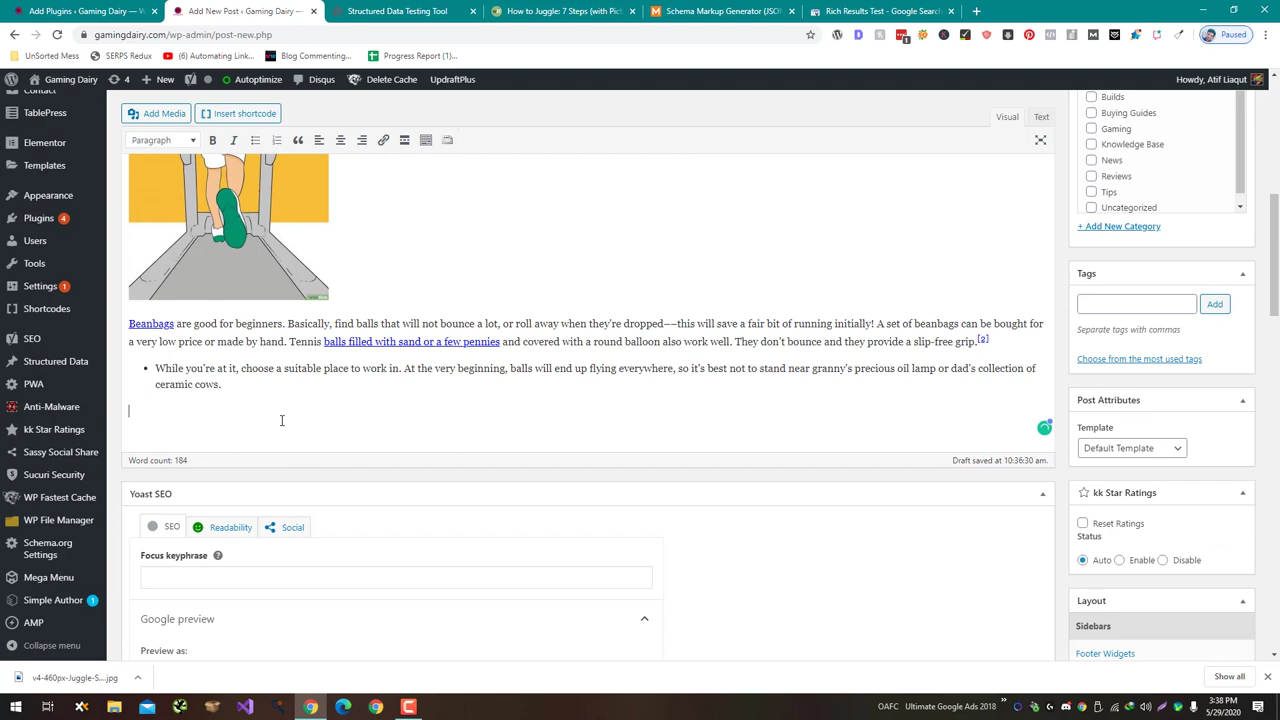 Add Plugins ‹ Gaming Dairy — W
Add New Post ‹ Gaming Dairy —
Structured Data Testing Tool
How to Juggle: 7 Steps (with Pict
Schema Markup Generator (JSON
Rich Results Test - Google Search
gamingdairy.com/wp-admin/post-new.php
Paused
UnSorted Mess
SERPS Redux
(1) Automating Link...
Blog Commenting...
Progress Report (1...
Gaming Dairy
4
New
Autoptimize
Disqus
Delete Cache
UpdraftPlus
Howdy, Atif Liaqut
Contact
TablePress
Elementor
Templates
Appearance
Plugins 4
Users
Tools
Settings 1
Shortcodes
SEO
Structured Data
PWA
Anti-Malware
kk Star Ratings
Sassy Social Share
Sucuri Security
WP Fastest Cache
WP File Manager
Schema.org
Settings
Mega Menu
Simple Author 1
AMP
Collapse menu
Add Media
Insert shortcode
Visual
Text
Paragraph
Beanbags are good for beginners. Basically, find balls that will not bounce a lot, or roll away when they're dropped––this will save a fair bit of running initially! A set of beanbags can be bought for
a very low price or made by hand. Tennis balls filled with sand or a few pennies and covered with a round balloon also work well. They don't bounce and they provide a slip-free grip.[2]
• While you're at it, choose a suitable place to work in. At the very beginning, balls will end up flying everywhere, so it's best not to stand near granny's precious oil lamp or dad's collection of
ceramic cows.
Word count: 184
Draft saved at 10:36:30 am.
Yoast SEO
SEO
Readability
Social
Focus keyphrase
Google preview
Preview as:
Builds
Buying Guides
Gaming
Knowledge Base
News
Reviews
Tips
Uncategorized
+ Add New Category
Tags
Add
Separate tags with commas
Choose from the most used tags
Post Attributes
Template
Default Template
kk Star Ratings
Reset Ratings
Status
Auto
Enable
Disable
Layout
Sidebars
Footer Widgets
v4-460px-Juggle-S....jpg
Show all
OAFC
Ultimate Google Ads 2018
3:38 PM
5/29/2020